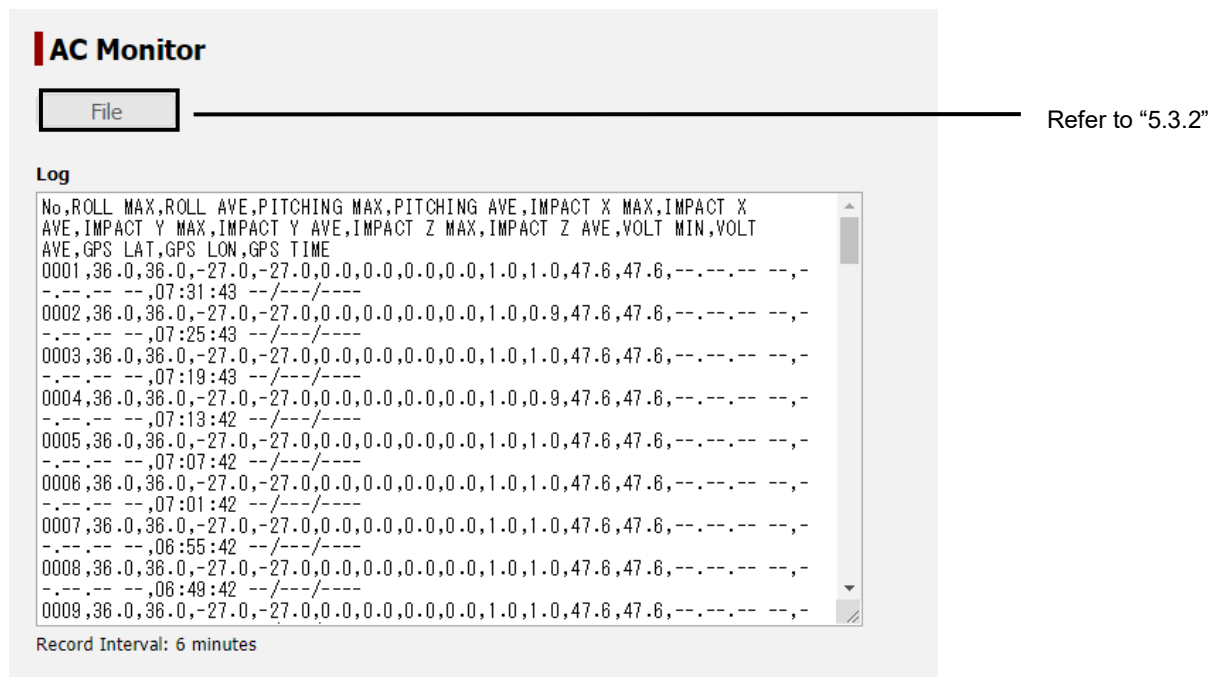 AC Monitor
File
Refer to “5.3.2”
Log
No,ROLL MAX,ROLL AVE,PITCHING MAX,PITCHING AVE,IMPACT X MAX,IMPACT X
AVE,IMPACT Y MAX,IMPACT Y AVE,IMPACT Z MAX,IMPACT Z AVE,VOLT MIN,VOLT
AVE,GPS LAT,GPS LON,GPS TIME
0001,36.0,36.0,-27.0,-27.0,0.0,0.0,0.0,0.0,1.0,1.0,47.6,47.6,--.--.-- --,-
-.--.-- --,07:31:43 --/---/----
0002,36.0,36.0,-27.0,-27.0,0.0,0.0,0.0,0.0,1.0,0.9,47.6,47.6,--.--.-- --,-
-.--.-- --,07:25:43 --/---/----
0003,36.0,36.0,-27.0,-27.0,0.0,0.0,0.0,0.0,1.0,1.0,47.6,47.6,--.--.-- --,-
-.--.-- --,07:19:43 --/---/----
0004,36.0,36.0,-27.0,-27.0,0.0,0.0,0.0,0.0,1.0,0.9,47.6,47.6,--.--.-- --,-
-.--.-- --,07:13:42 --/---/----
0005,36.0,36.0,-27.0,-27.0,0.0,0.0,0.0,0.0,1.0,1.0,47.6,47.6,--.--.-- --,-
-.--.-- --,07:07:42 --/---/----
0006,36.0,36.0,-27.0,-27.0,0.0,0.0,0.0,0.0,1.0,1.0,47.6,47.6,--.--.-- --,-
-.--.-- --,07:01:42 --/---/----
0007,36.0,36.0,-27.0,-27.0,0.0,0.0,0.0,0.0,1.0,1.0,47.6,47.6,--.--.-- --,-
-.--.-- --,06:55:42 --/---/----
0008,36.0,36.0,-27.0,-27.0,0.0,0.0,0.0,0.0,1.0,1.0,47.6,47.6,--.--.-- --,-
-.--.-- --,06:49:42 --/---/----
0009,36.0,36.0,-27.0,-27.0,0.0,0.0,0.0,0.0,1.0,1.0,47.6,47.6,--.--.-- --,-
Record Interval: 6 minutes